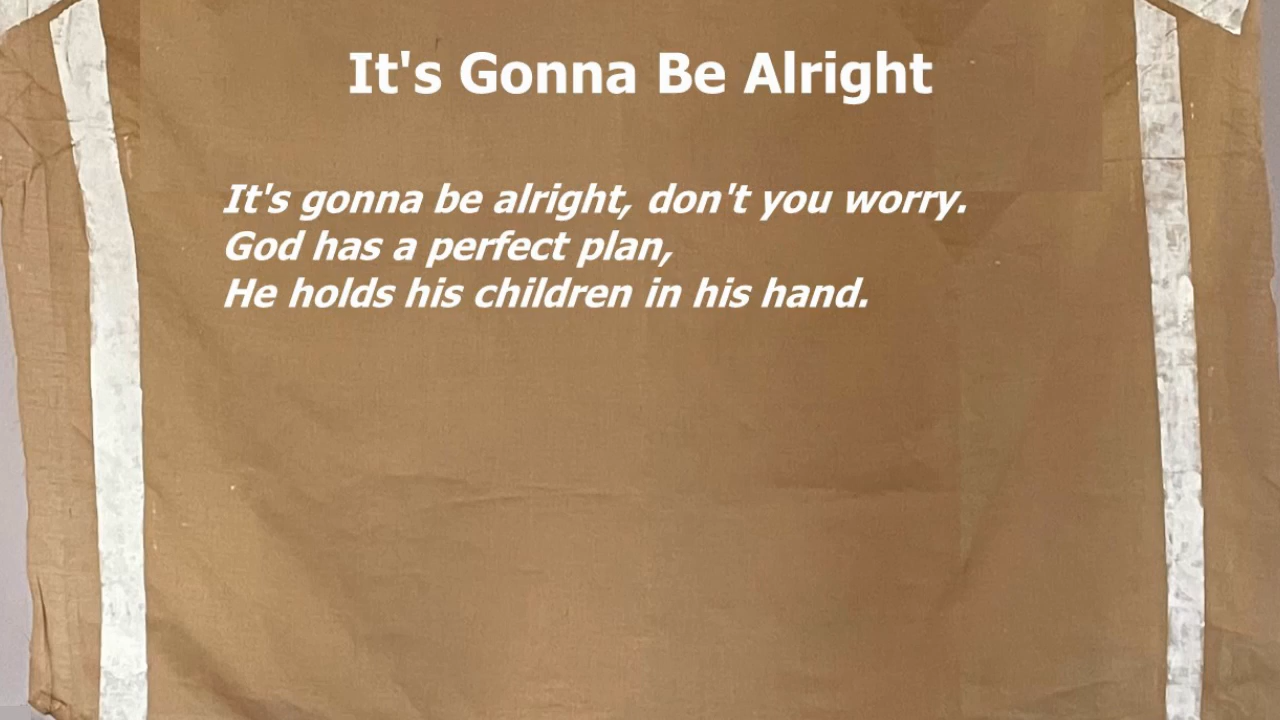 It's Gonna Be Alright
It's gonna be alright, don't you worry.
God has a perfect plan,
He holds his children in his hand.